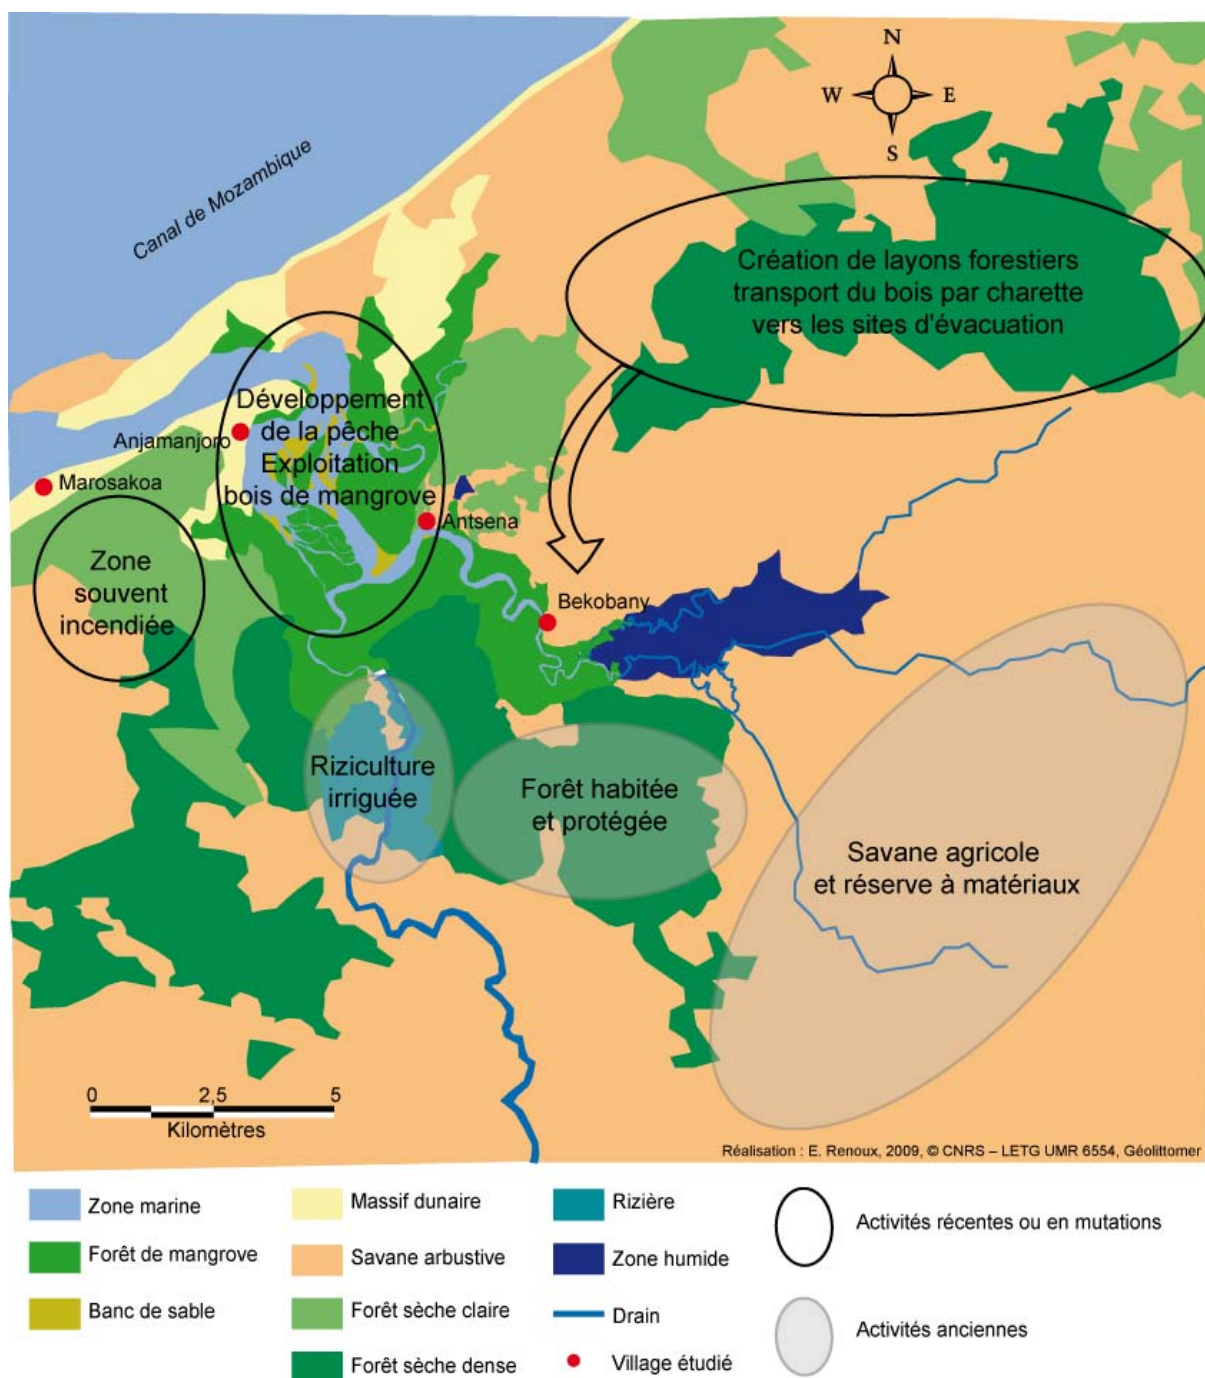 N
W
E
S
Canal de Mozambique
Création de layons forestiers
transport du bois par charette
vers les sites d'évacuation
Développement
de la pêche
Exploitation
bois de mangrove
Anjamanjoro
Marosakoa
Antsena
Zone
souvent
incendiée
Bekobany
Riziculture
irriguée
Forêt habitée
et protégée
Savane agricole
et réserve à matériaux
0 2,5 5
Kilomètres
Réalisation : E. Renoux, 2009, © CNRS – LETG UMR 6554, Géolittomer
Zone marine
Forêt de mangrove
Banc de sable
Massif dunaire
Savane arbustive
Forêt sèche claire
Forêt sèche dense
Rizière
Zone humide
Drain
Village étudié
Activités récentes ou en mutations
Activités anciennes